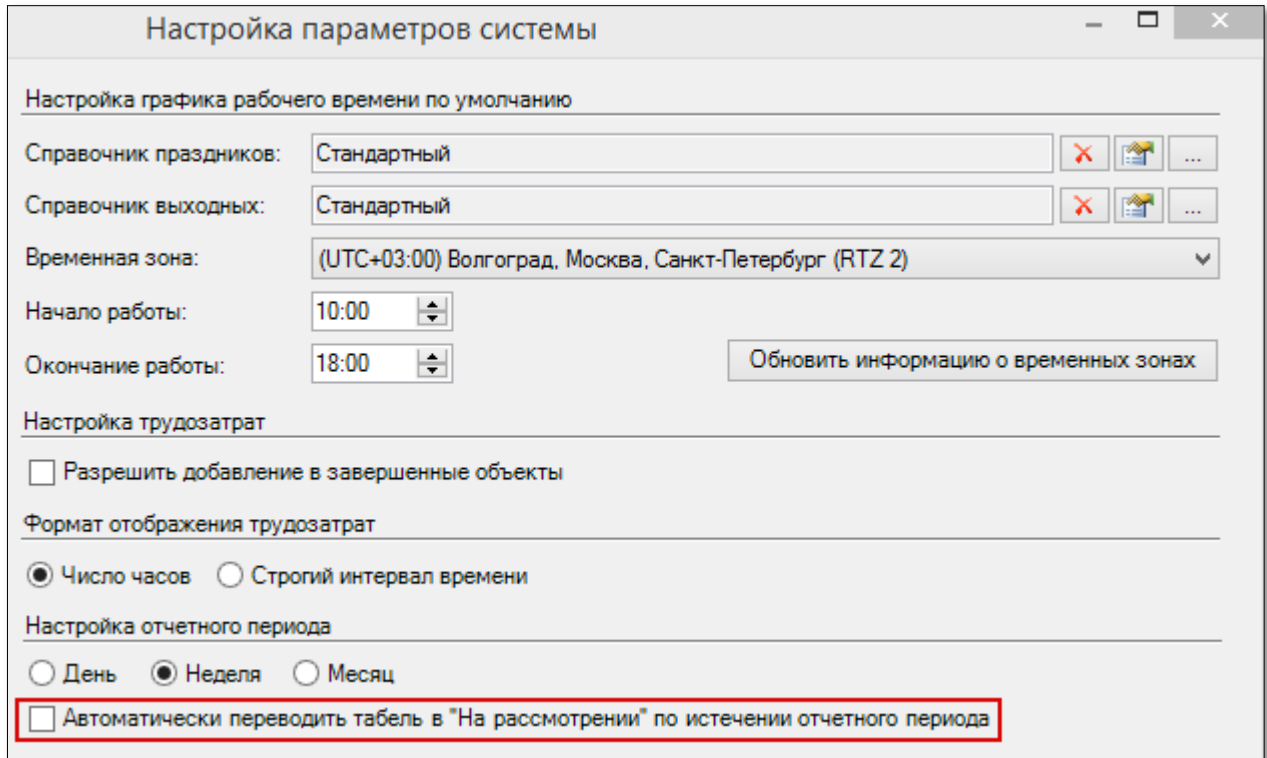 Настройка параметров системы
Настройка графика рабочего времени по умолчанию
Справочник праздников: Стандартный ...
Справочник выходных: Стандартный ...
Временная зона: (UTC+03:00) Волгоград, Москва, Санкт-Петербург (RTZ 2)
Начало работы: 10:00
Окончание работы: 18:00 Обновить информацию о временных зонах
Настройка трудозатрат
Разрешить добавление в завершенные объекты
Формат отображения трудозатрат
Число часов Строгий интервал времени
Настройка отчетного периода
День Неделя Месяц
Автоматически переводить табель в "На рассмотрении" по истечении отчетного периода